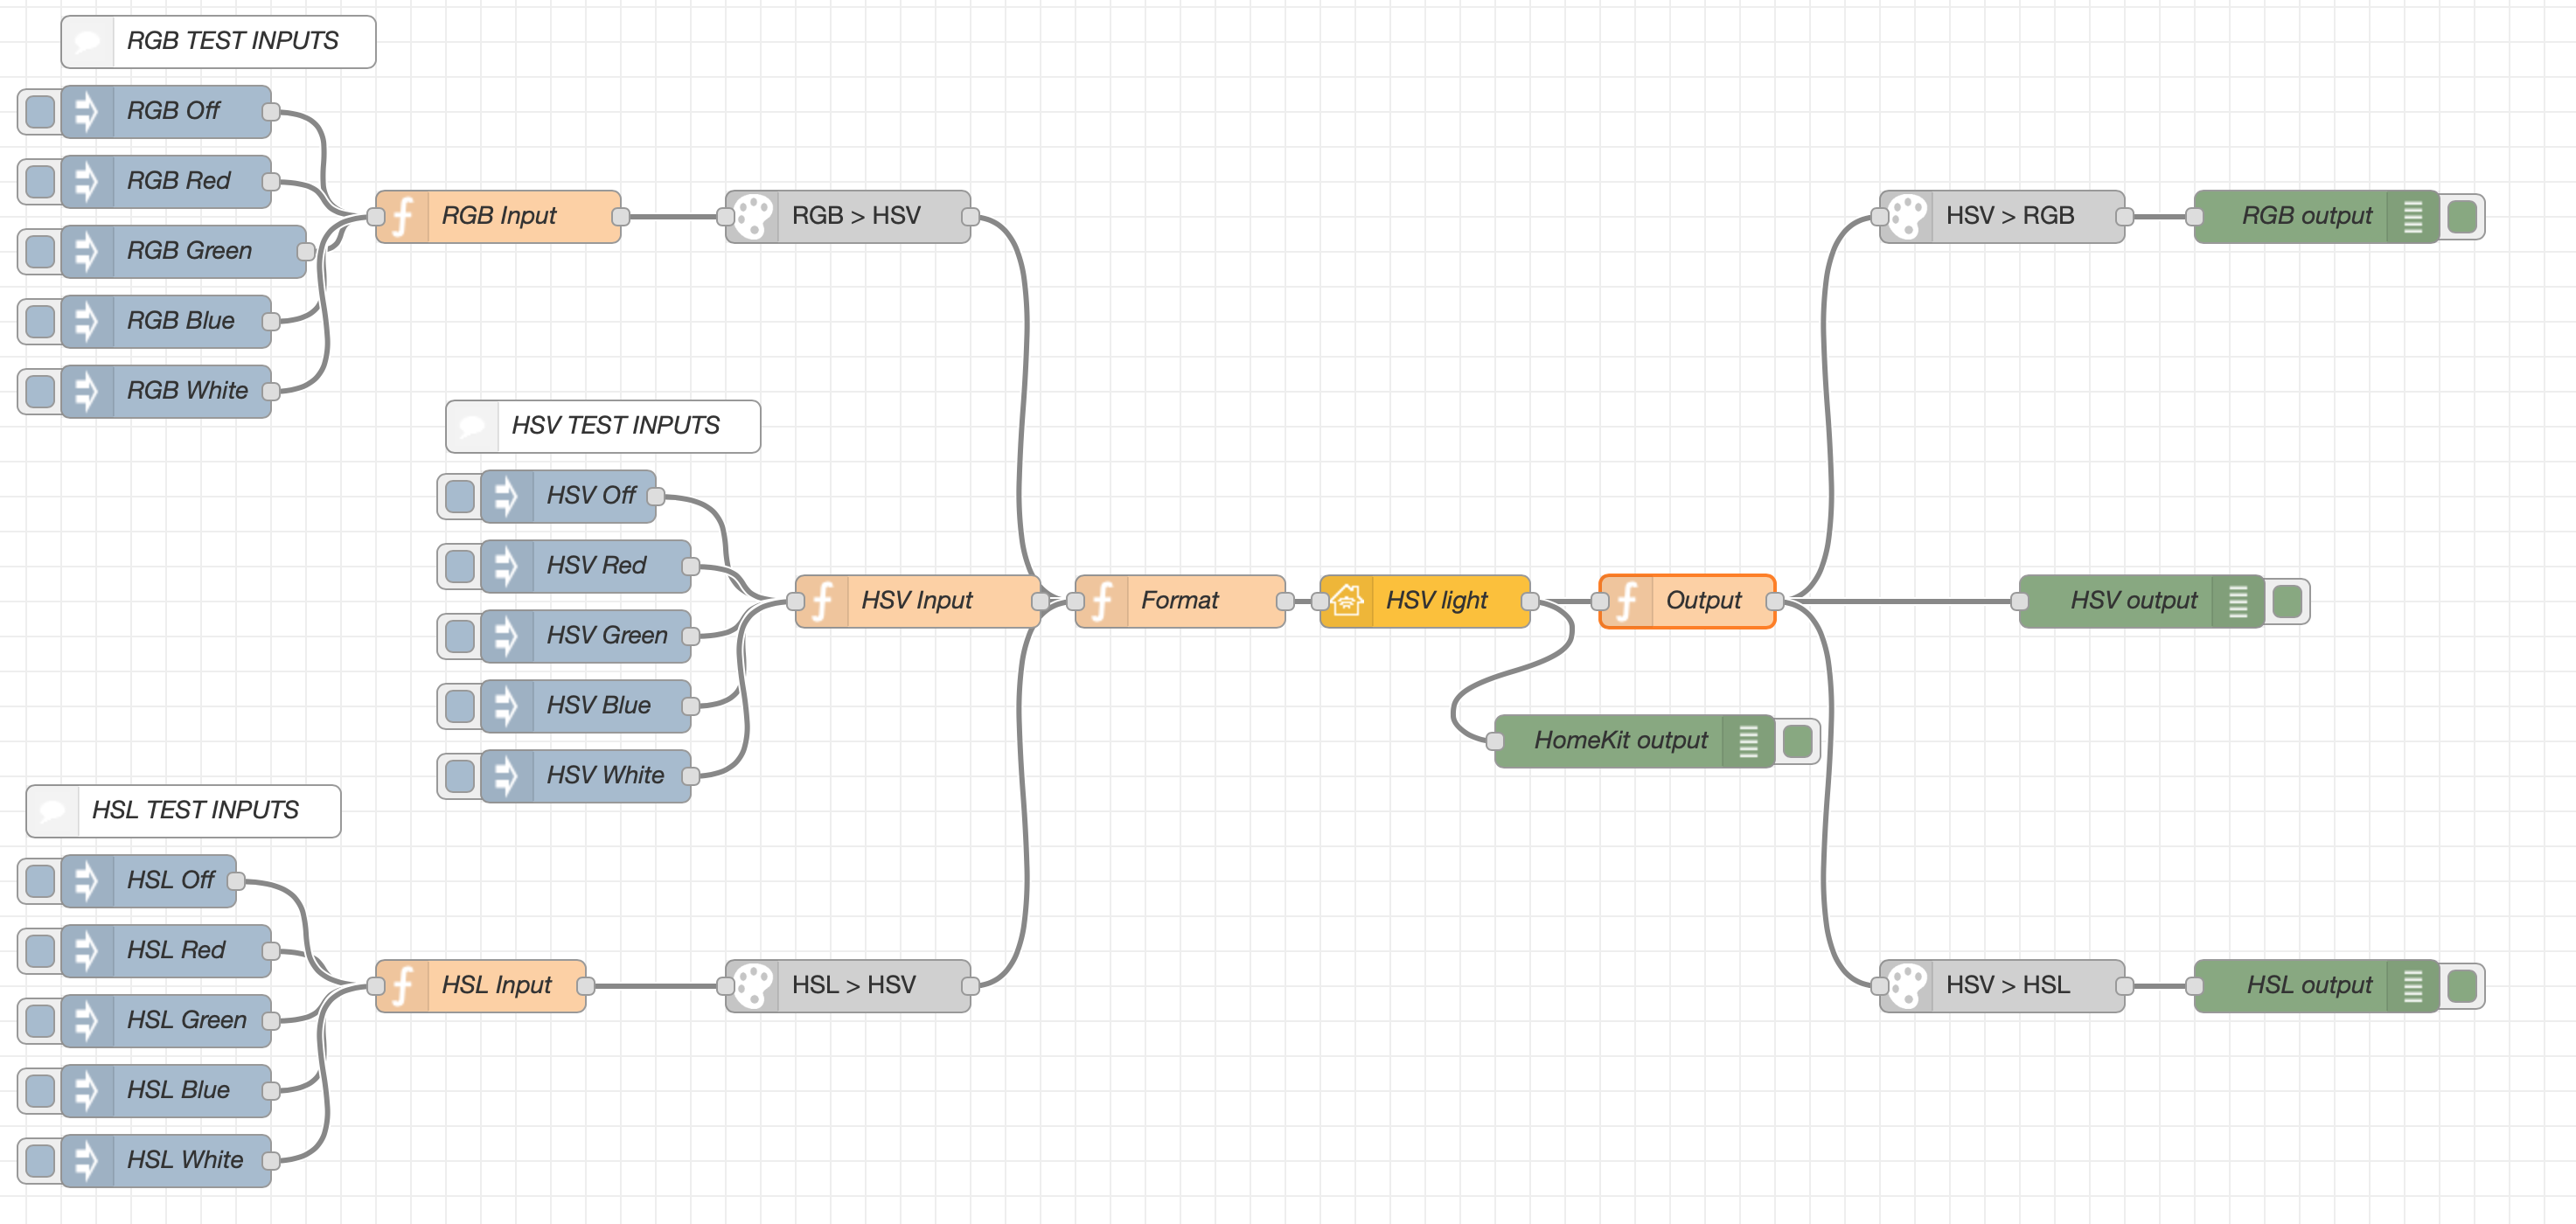 RGB TEST INPUTS
RGB Off
RGB Red
RGB Green
RGB Blue
RGB White
RGB Input
RGB > HSV
HSV TEST INPUTS
HSV Off
HSV Red
HSV Green
HSV Blue
HSV White
HSV Input
Format
HSV light
Output
HomeKit output
HSV > RGB
RGB output
HSV output
HSV > HSL
HSL output
HSL TEST INPUTS
HSL Off
HSL Red
HSL Green
HSL Blue
HSL White
HSL Input
HSL > HSV